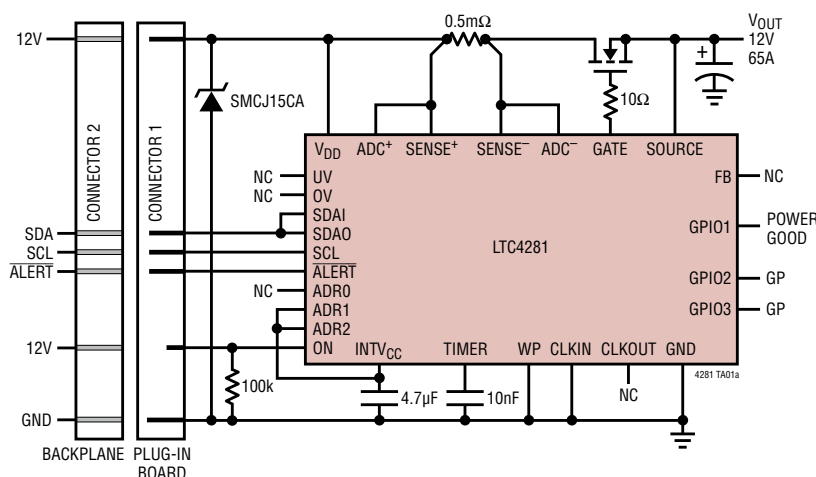 12V
0.5mΩ
V_OUT
12V
65A
+
SMCJ15CA
10Ω
CONNECTOR 2
CONNECTOR 1
V_DD
ADC+
SENSE+
SENSE–
ADC–
GATE
SOURCE
NC
UV
FB
NC
NC
OV
SDAI
SDA
SDAO
GPIO1
POWER
GOOD
LTC4281
SCL
SCL
ALERT
ALERT
GPIO2
GP
NC
ADR0
ADR1
GPIO3
GP
ADR2
12V
ON
INTV_CC
TIMER
WP
CLKIN
CLKOUT
GND
4281 TA01a
100k
4.7µF
10nF
NC
GND
BACKPLANE
PLUG-IN
BOARD